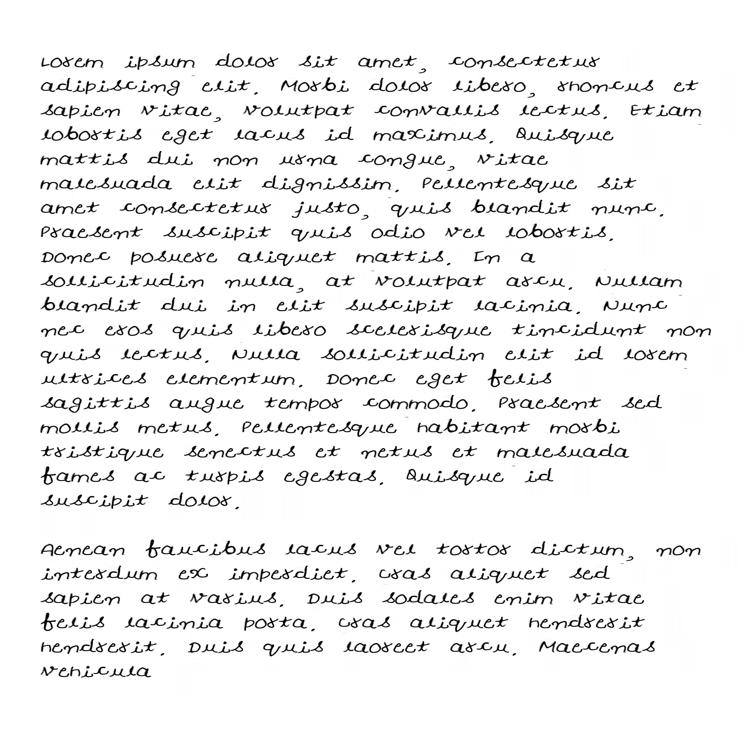 Lorem ipsum dolor sit amet, consectetur
adipiscing elit. Morbi dolor libero, rhoncus et
sapien vitae, volutpat convallis lectus. Etiam
lobortis eget lacus id maximus. Quisque
mattis dui non urna congue, vitae
malesuada elit dignissim. Pellentesque sit
amet consectetur justo, quis blandit nunc.
Praesent suscipit quis odio vel lobortis.
Donec posuere aliquet mattis. In a
sollicitudin nulla, at volutpat arcu. Nullam
blandit dui in elit suscipit lacinia. Nunc
nec eros quis libero scelerisque tincidunt non
quis lectus. Nulla sollicitudin elit id lorem
ultrices elementum. Donec eget felis
sagittis augue tempor commodo. Praesent sed
mollis metus. Pellentesque habitant morbi
tristique senectus et netus et malesuada
fames ac turpis egestas. Quisque id
suscipit dolor.

Aenean faucibus lacus vel tortor dictum, non
interdum ex imperdiet. Cras aliquet sed
sapien at varius. Duis sodales enim vitae
felis lacinia porta. Cras aliquet hendrerit
hendrerit. Duis quis laoreet arcu. Maecenas
vehicula